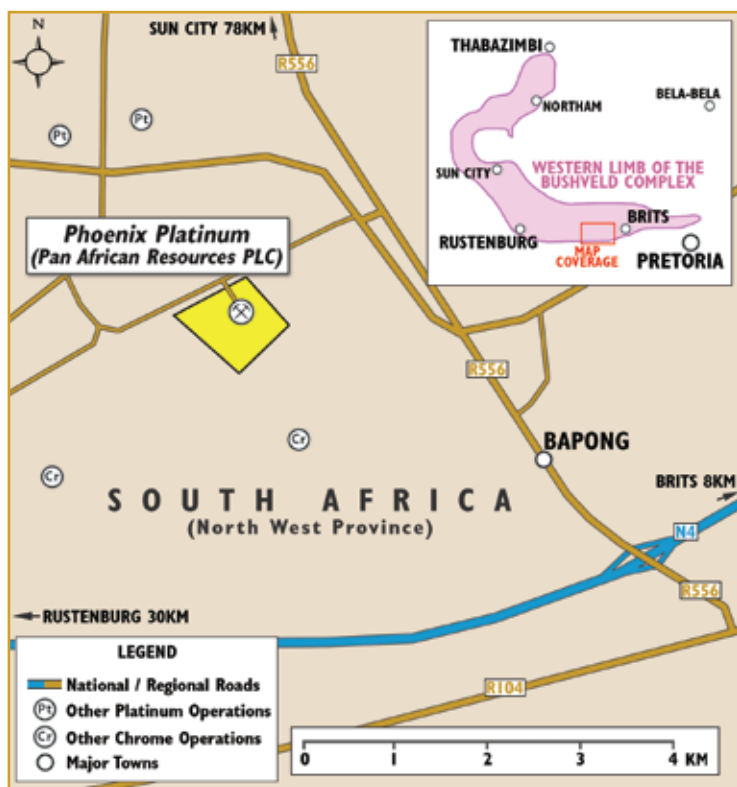 N
SUN CITY 78KM
R556
THABAZIMBI
NORTHAM
BELA-BELA
SUN CITY
WESTERN LIMB OF THE
BUSHVELD COMPLEX
BRITS
RUSTENBURG
MAP
COVERAGE
PRETORIA
Pt
Pt
Phoenix Platinum
(Pan African Resources PLC)
R556
Cr
Cr
BAPONG
BRITS 8KM
SOUTH AFRICA
(North West Province)
N4
R556
RUSTENBURG 30KM
R104
LEGEND
National / Regional Roads
Pt Other Platinum Operations
Cr Other Chrome Operations
Major Towns
0 1 2 3 4 KM